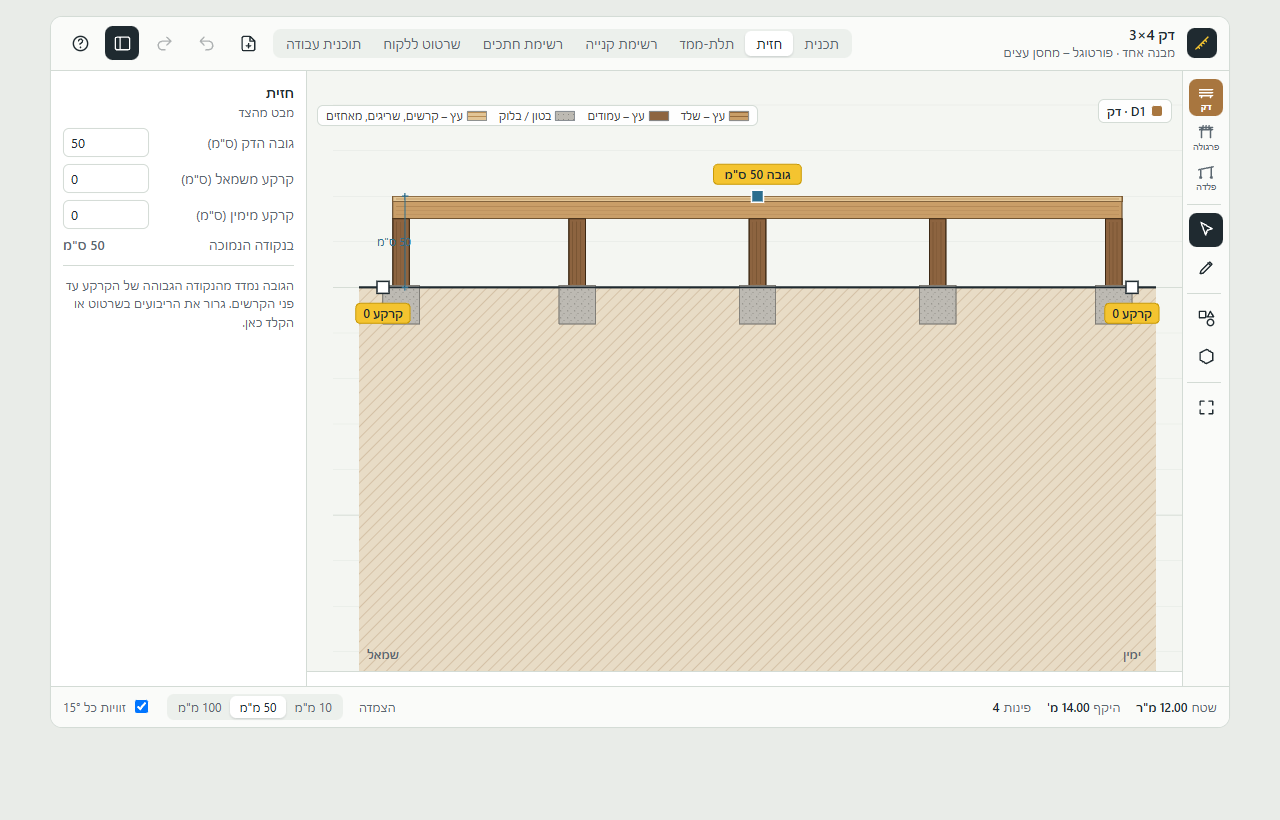 דק 4×3
מבנה אחד · פורטוגל – מחסן עצים
תכנית
חזית
תלת-ממד
רשימת קנייה
רשימת חתכים
שרטוט ללקוח
תוכנית עבודה
דק
פרגולה
פלדה
D1 · דק
עץ – שלד
עץ – עמודים
בטון / בלוק
עץ – קרשים, שריגים, מאחזים
גובה 50 ס"מ
50 ס"מ
קרקע 0
קרקע 0
ימין
שמאל
חזית
מבט מהצד
גובה הדק (ס"מ)
50
קרקע משמאל (ס"מ)
0
קרקע מימין (ס"מ)
0
בנקודה הנמוכה
50 ס"מ
הגובה נמדד מהנקודה הגבוהה של הקרקע עד
פני הקרשים. גרור את הריבועים בשרטוט או
הקלד כאן.
שטח 12.00 מ"ר
היקף 14.00 מ'
פינות 4
הצמדה
10 מ"מ
50 מ"מ
100 מ"מ
זוויות כל 15°